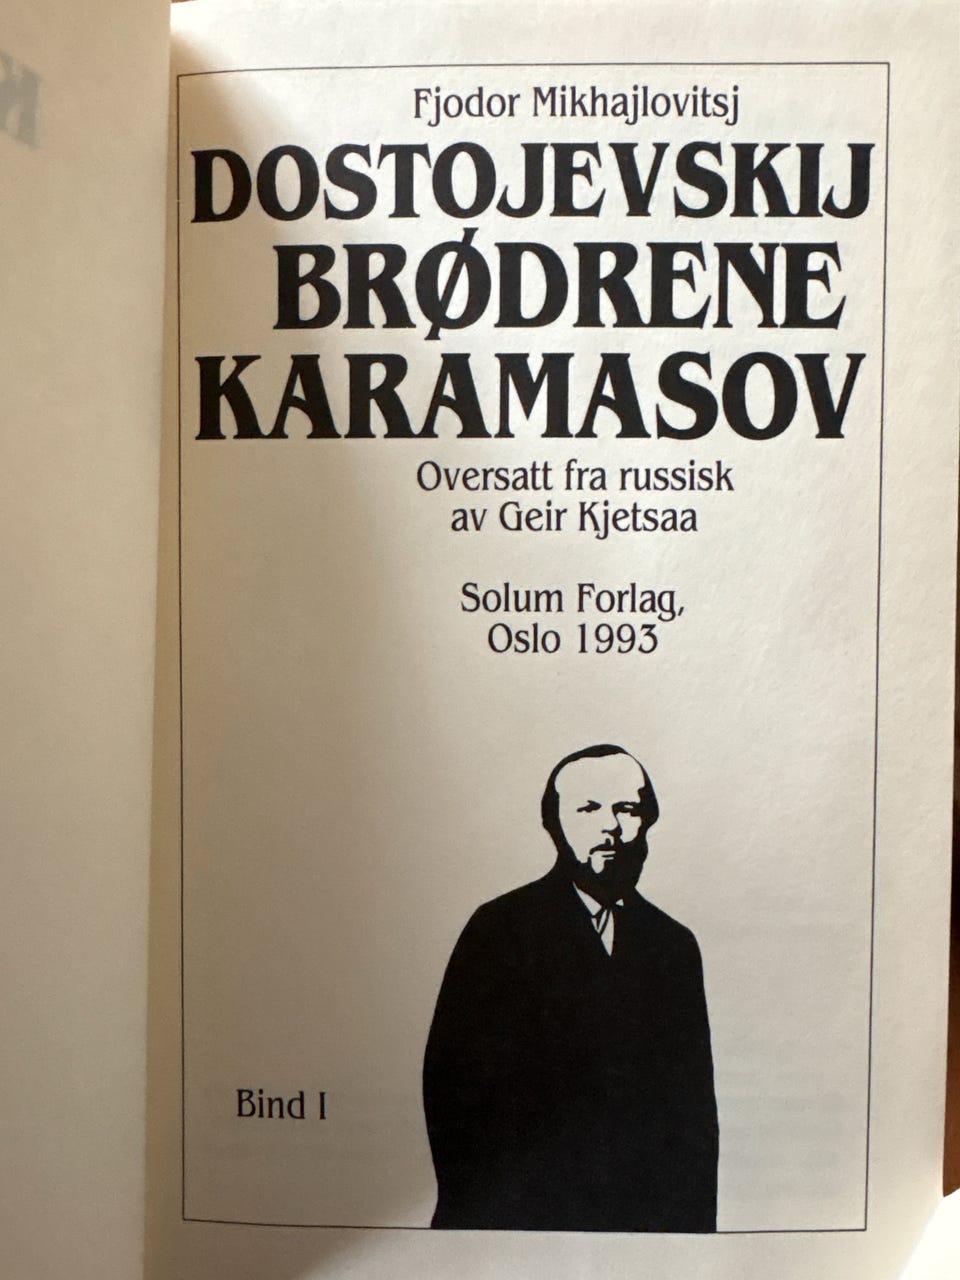 Fjodor Mikhajlovitsj
DOSTOJEVSKIJ
BRØDRENE
KARAMASOV
Oversatt fra russisk
av Geir Kjetsaa
Solum Forlag,
Oslo 1993
Bind I